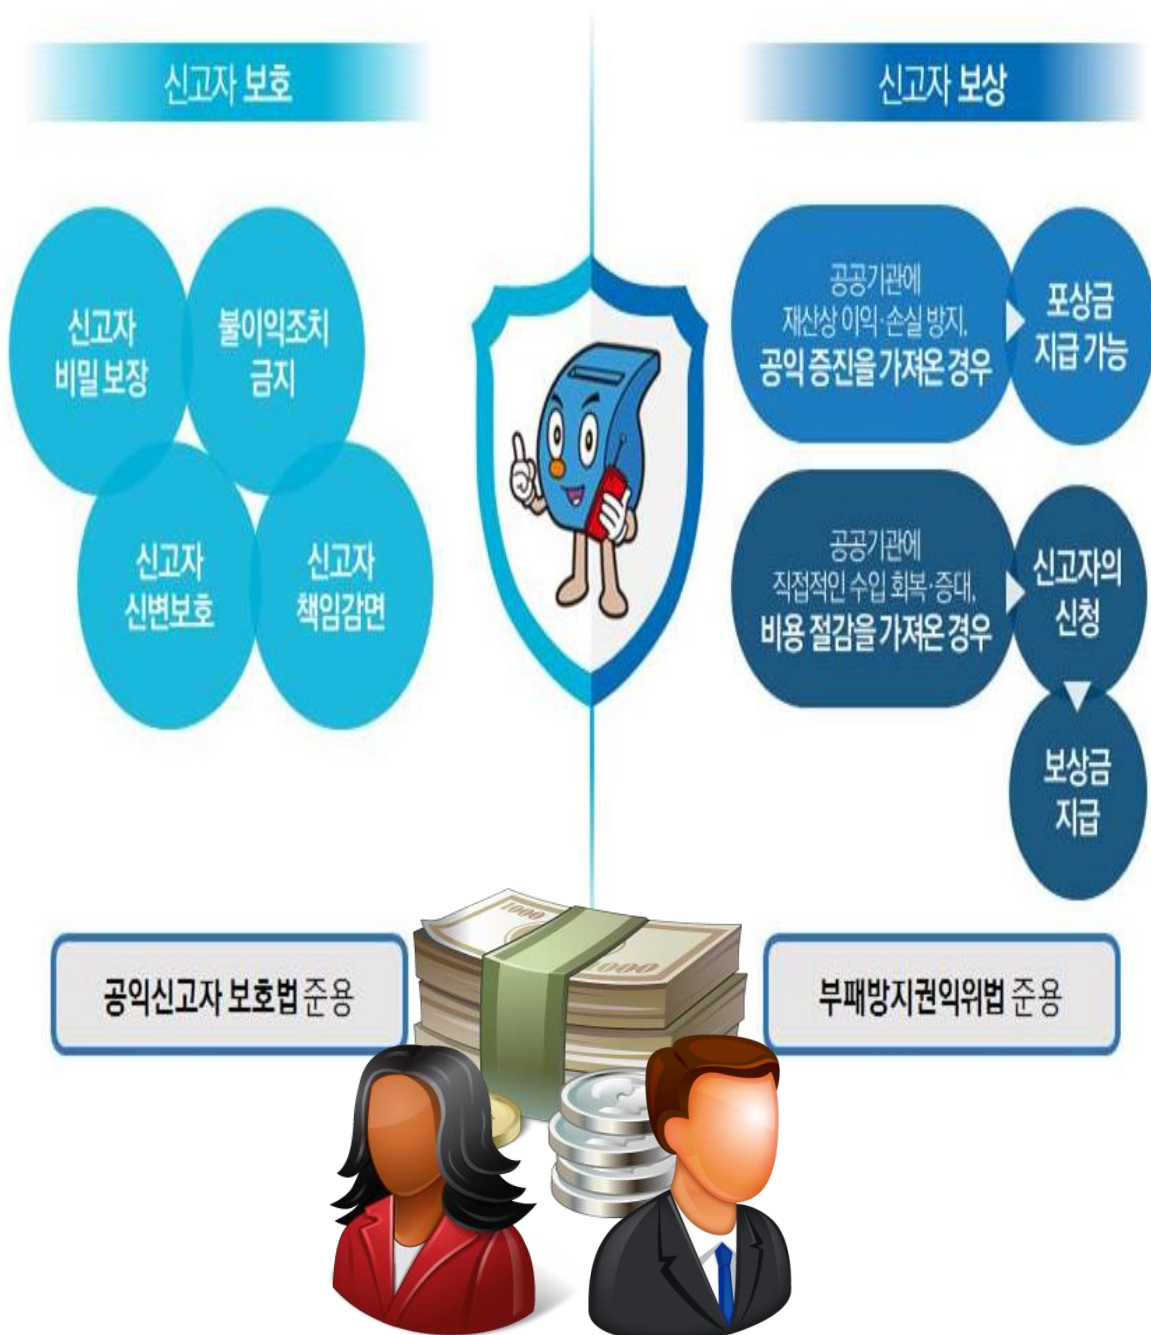 신고자 보호
신고자 보상
신고자
비밀 보장
불이익조치
금지
신고자
신변보호
신고자
책임감면
공공기관에
재산상 이익·손실 방지,
공익 증진을 가져온 경우
포상금
지급 가능
공공기관에
직접적인 수입 회복·증대,
비용 절감을 가져온 경우
신고자의
신청
보상금
지급
1000
1000
공익신고자 보호법 준용
부패방지권익위법 준용